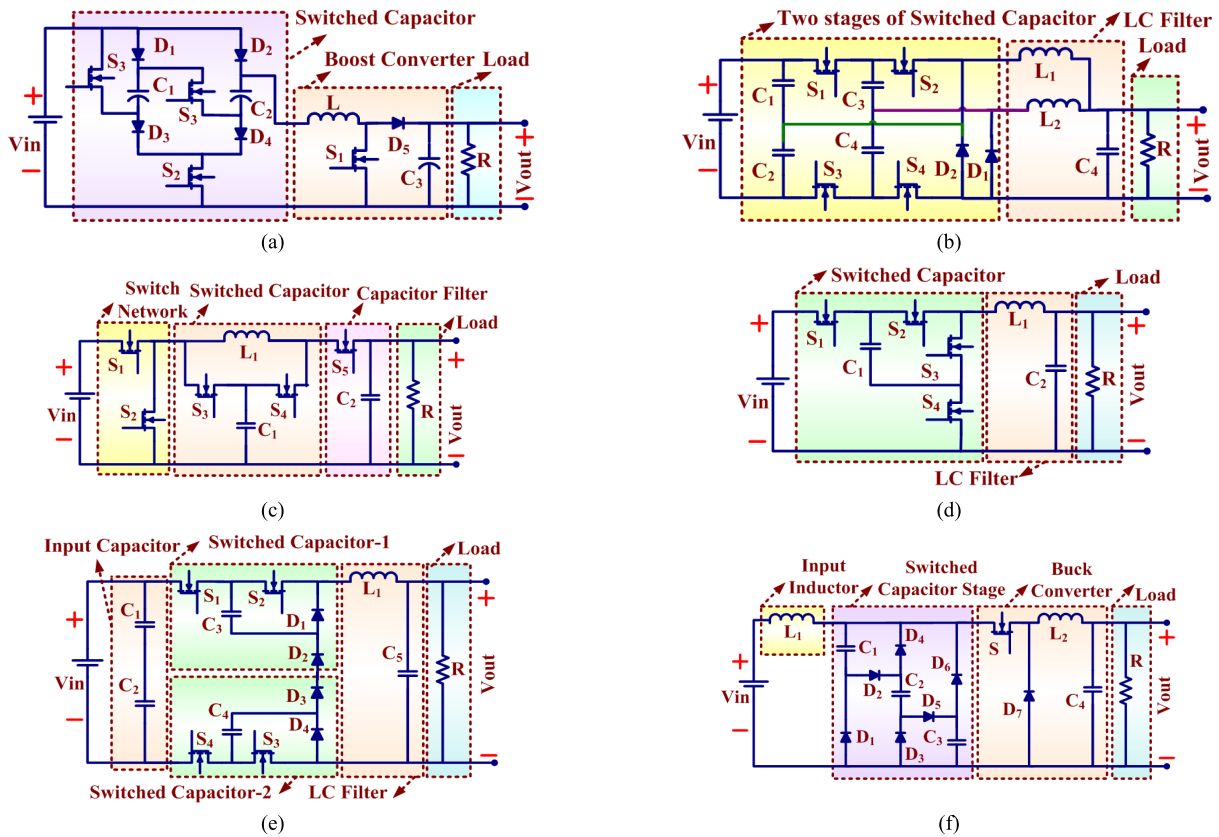 Switched Capacitor
Boost Converter Load
D1 D2
S3
C1
S3 C2
D3 D4
S2
L
S1
D5
C3
R
+
Vin
−
+
Vout
−
(a)
Two stages of Switched Capacitor
LC Filter
Load
S1
S2
C1
C3
L1
L2
C2
C4
S3
S4
D2 D1
C4
R
+
Vin
−
+
Vout
−
(b)
Switch
Network
Switched Capacitor
Capacitor Filter
Load
S1
L1
S5
S2
S3
S4
C1
C2
R
+
Vin
−
+
Vout
−
(c)
Switched Capacitor
Load
S1
S2
L1
C1
S3
S4
C2
R
+
Vin
−
+
Vout
−
LC Filter
(d)
Input Capacitor
Switched Capacitor-1
Load
C1
S1
S2
C3
D1
D2
L1
C2
C4
D3
D4
S4
S3
C5
R
+
Vin
−
+
Vout
−
Switched Capacitor-2
LC Filter
(e)
Input
Inductor
Switched
Capacitor Stage
Buck
Converter
Load
L1
C1
D4
S
L2
D2
C2
D6
D5
D1
D3
C3
D7
C4
R
+
Vin
−
+
Vout
−
(f)